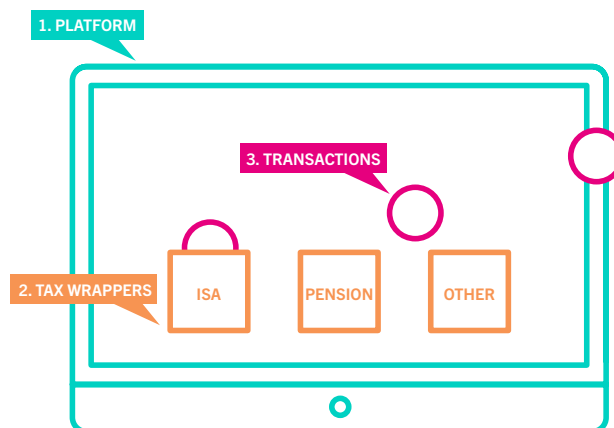 1. PLATFORM
3. TRANSACTIONS
2. TAX WRAPPERS
ISA
PENSION
OTHER